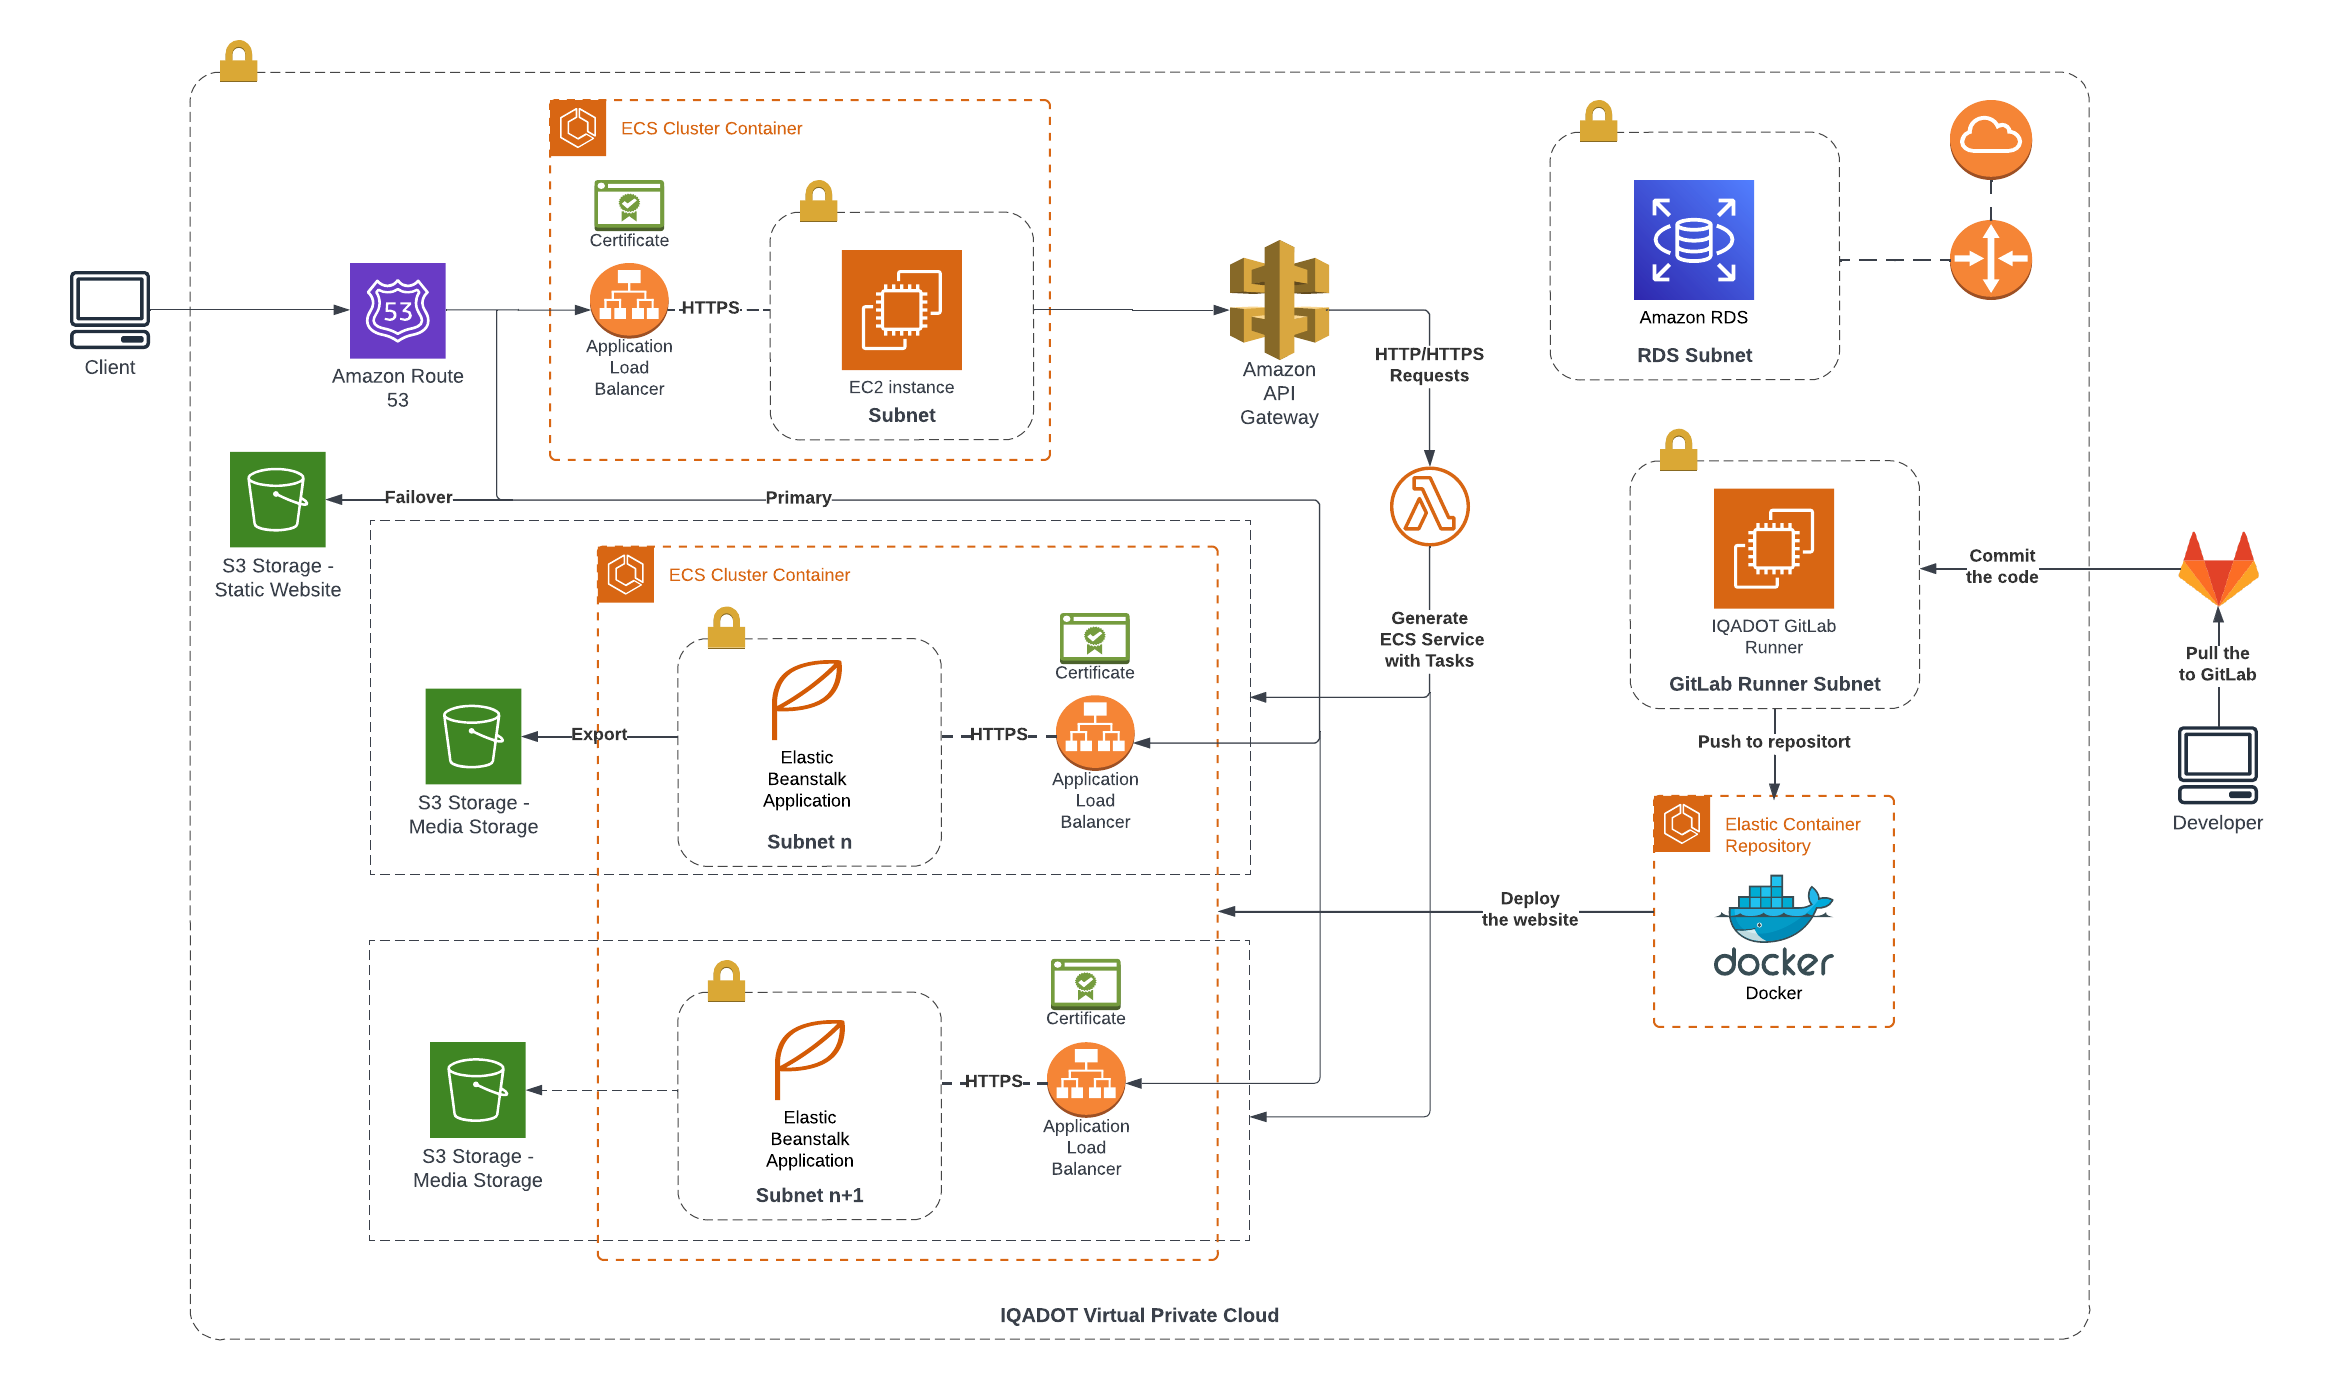 ECS Cluster Container
Certificate
53
Client
Amazon Route
53
HTTPS
Application
Load
Balancer
EC2 instance
Subnet
Amazon
API
Gateway
HTTP/HTTPS
Requests
Amazon RDS
RDS Subnet
Failover
Primary
S3 Storage -
Static Website
ECS Cluster Container
Certificate
Generate
ECS Service
with Tasks
IQADOT GitLab
Runner
GitLab Runner Subnet
Commit
the code
Pull the
to GitLab
Developer
Export
S3 Storage -
Media Storage
Elastic
Beanstalk
Application
Subnet n
HTTPS
Application
Load
Balancer
Push to repositort
Elastic Container
Repository
docker
Docker
Deploy
the website
Certificate
S3 Storage -
Media Storage
Elastic
Beanstalk
Application
Subnet n+1
HTTPS
Application
Load
Balancer
IQADOT Virtual Private Cloud